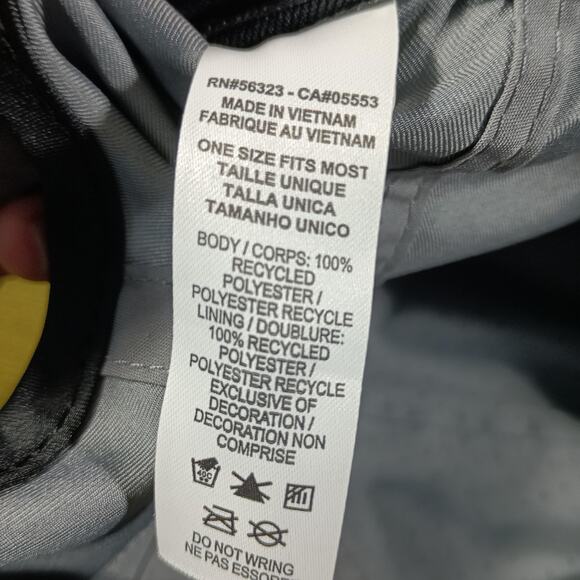 RN#56323 - CA#05553
MADE IN VIETNAM
FABRIQUE AU VIETNAM
ONE SIZE FITS MOST
TAILLE UNIQUE
TALLA UNICA
TAMANHO UNICO
BODY / CORPS: 100%
RECYCLED
POLYESTER /
POLYESTER RECYCLE
LINING / DOUBLURE:
100% RECYCLED
POLYESTER /
POLYESTER RECYCLE
EXCLUSIVE OF
DECORATION /
DECORATION NON
COMPRISE
40C
DO NOT WRING
NE PAS ESSORE